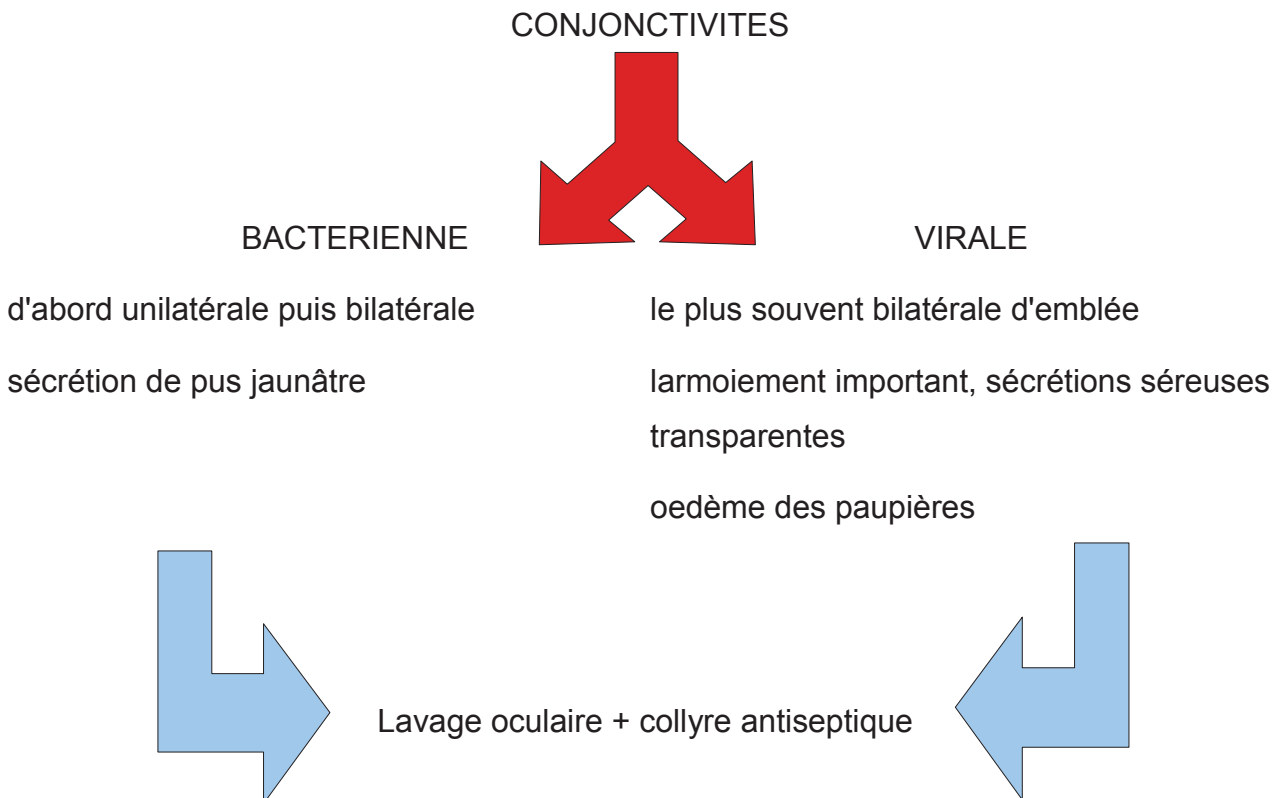 CONJONCTIVITES
BACTERIENNE
d'abord unilatérale puis bilatérale
sécrétion de pus jaunâtre
VIRALE
le plus souvent bilatérale d'emblée
larmoiement important, sécrétions séreuses
transparentes
oedème des paupières
Lavage oculaire + collyre antiseptique